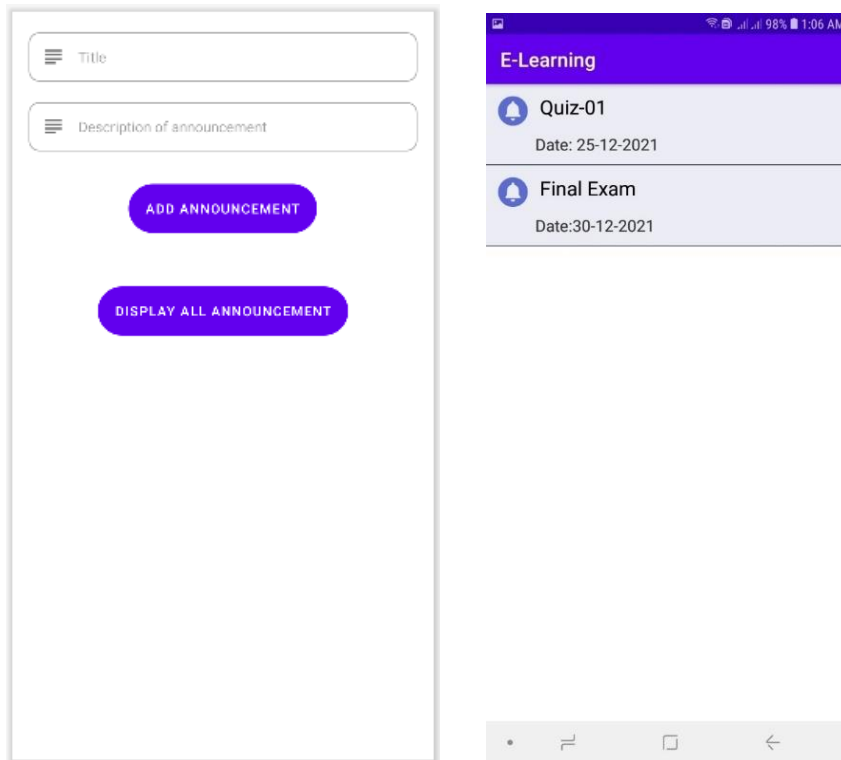 Title
Description of announcement
ADD ANNOUNCEMENT
DISPLAY ALL ANNOUNCEMENT
98% 1:06 AM
E-Learning
Quiz-01
Date: 25-12-2021
Final Exam
Date:30-12-2021